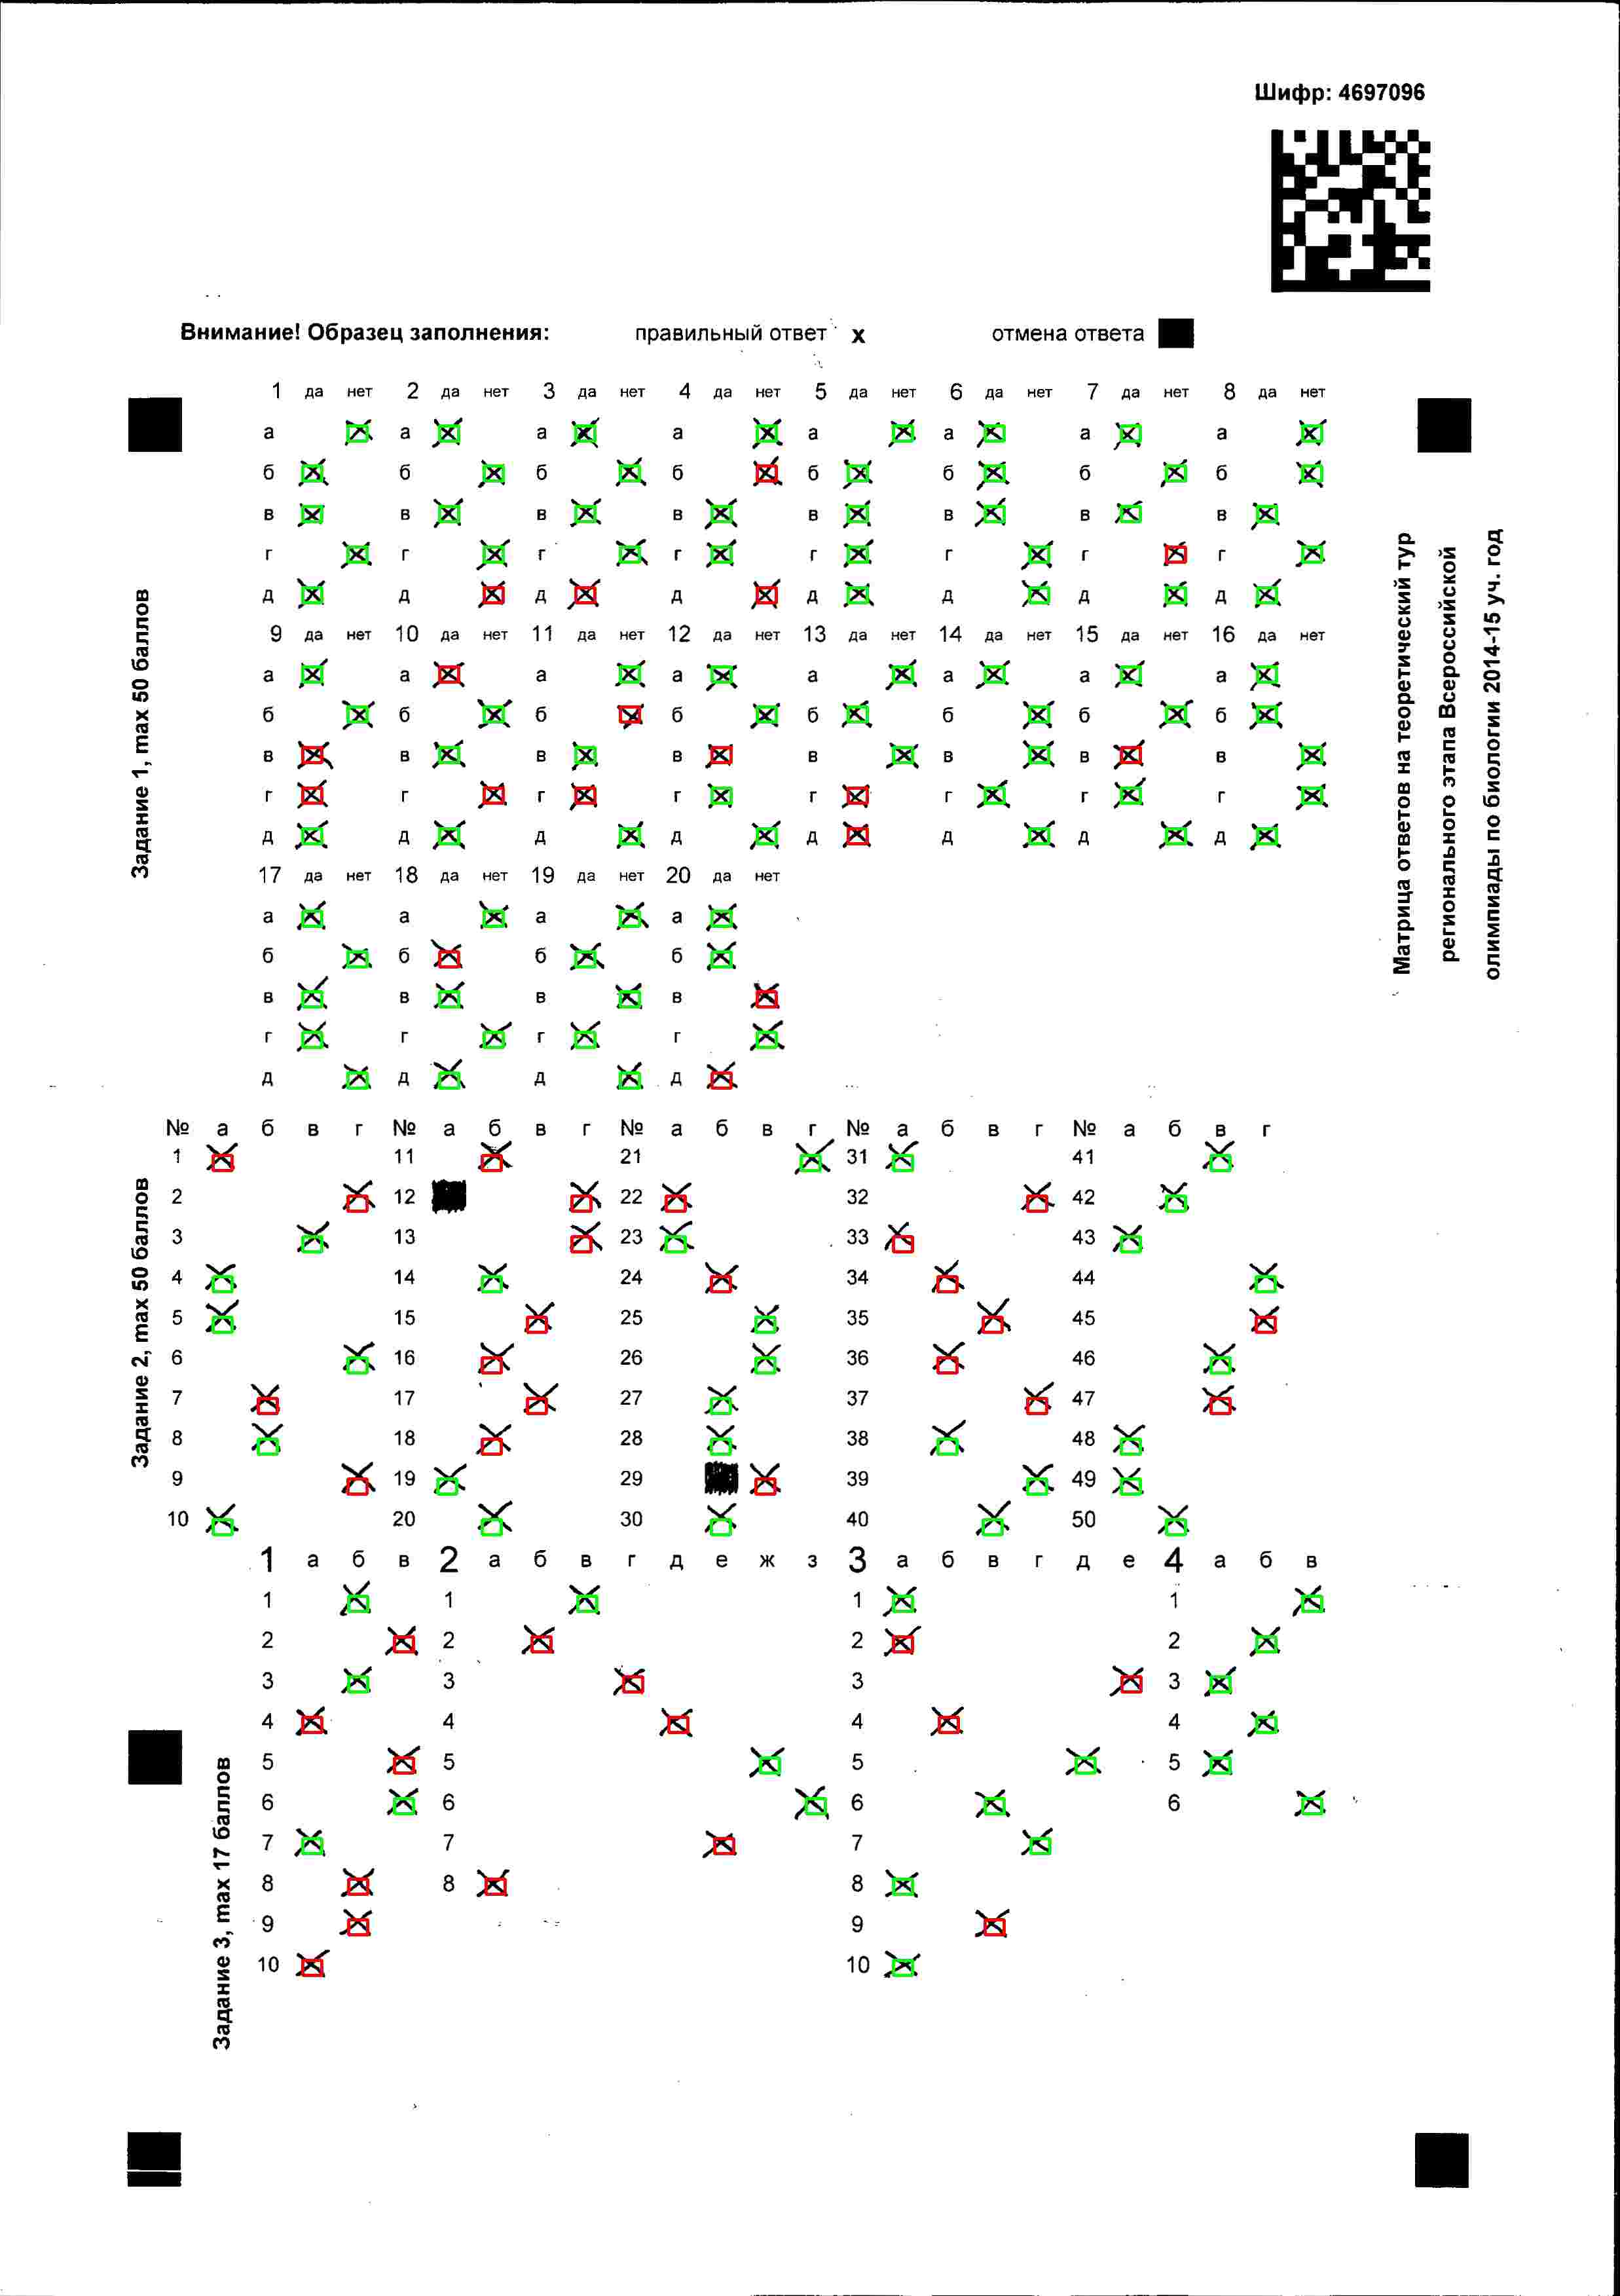 Шифр: 4697096
Внимание! Образец заполнения: правильный ответ х отмена ответа
1 да нет 2 да нет 3 да нет 4 да нет 5 да нет 6 да нет 7 да нет 8 да нет
а а а а а а а а
б б б б б б б б
в в в в в в в в
г г г г г г г г
д д д д д д д д
9 да нет 10 да нет 11 да нет 12 да нет 13 да нет 14 да нет 15 да нет 16 да нет
а а а а а а а а
б б б б б б б б
в в в в в в в в
г г г г г г г г
д д д д д д д д
17 да нет 18 да нет 19 да нет 20 да нет
а а а а
б б б б
в в в в
г г г г
д д д д
Задание 1, max 50 баллов
Матрица ответов на теоретический тур
регионального этапа Всероссийской
олимпиады по биологии 2014-15 уч. год
№ а б в г № а б в г № а б в г № а б в г № а б в г
1 11 21 31 41
2 12 22 32 42
3 13 23 33 43
4 14 24 34 44
5 15 25 35 45
6 16 26 36 46
7 17 27 37 47
8 18 28 38 48
9 19 29 39 49
10 20 30 40 50
Задание 2, max 50 баллов
1 а б в 2 а б в г д е ж з 3 а б в г д е 4 а б в
1 1 1 1
2 2 2 2
3 3 3 3
4 4 4 4
5 5 5 5
6 6 6 6
7 7 7
8 8 8
9 9
10 10
Задание 3, max 17 баллов